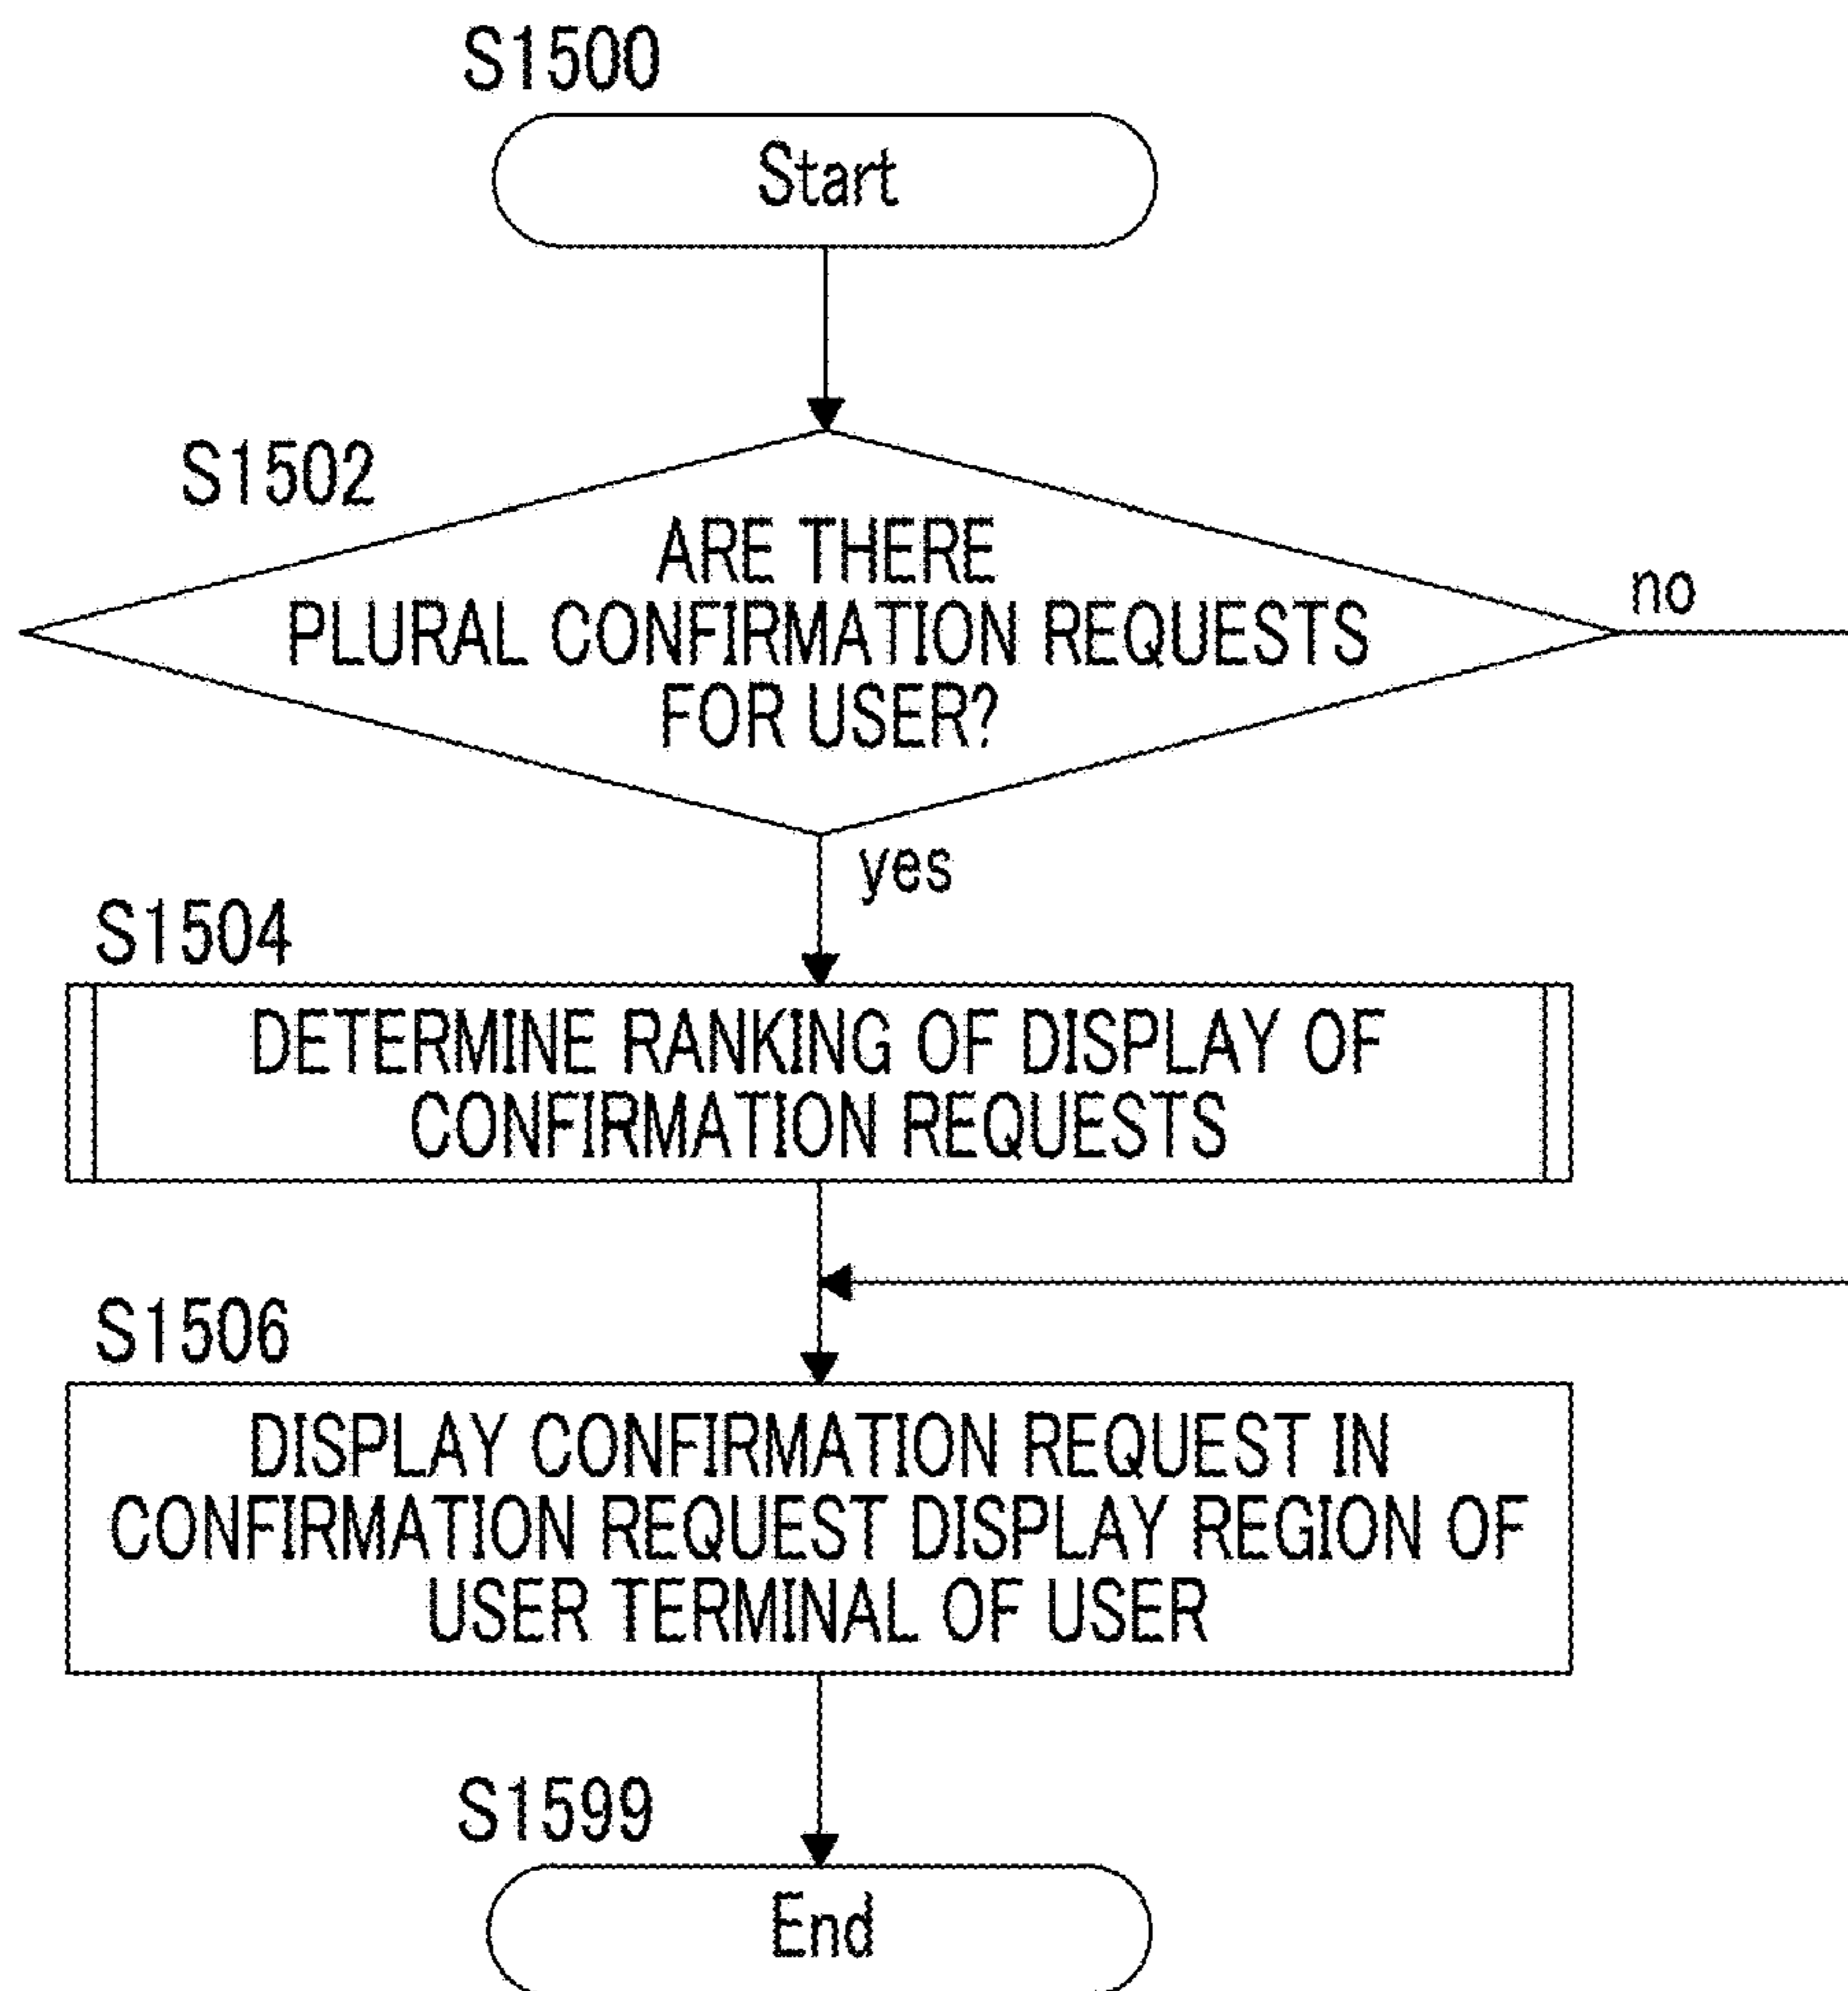 S1500
Start
S1502
ARE THERE
PLURAL CONFIRMATION REQUESTS
FOR USER?
no
yes
S1504
DETERMINE RANKING OF DISPLAY OF
CONFIRMATION REQUESTS
S1506
DISPLAY CONFIRMATION REQUEST IN
CONFIRMATION REQUEST DISPLAY REGION OF
USER TERMINAL OF USER
S1599
End